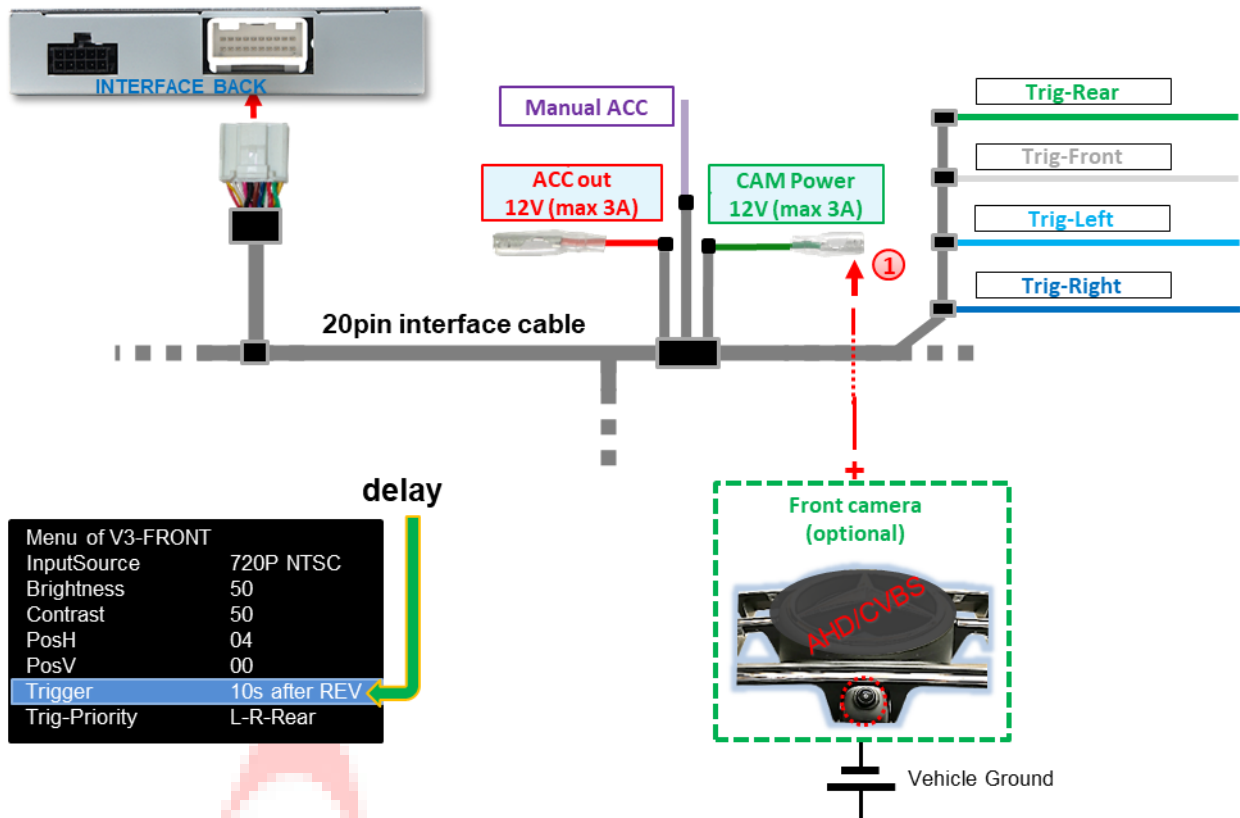 INTERFACE BACK
Manual ACC
ACC out
12V (max 3A)
CAM Power
12V (max 3A)
Trig-Rear
Trig-Front
Trig-Left
Trig-Right
1
20pin interface cable
+
delay
Menu of V3-FRONT
InputSource 720P NTSC
Brightness 50
Contrast 50
PosH 04
PosV 00
Trigger 10s after REV
Trig-Priority L-R-Rear
Front camera
(optional)
AHD/CVBS
Vehicle Ground